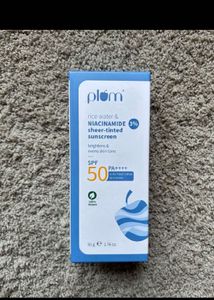 plum
rice water &
NIACINAMIDE 3%
sheer-tinted
sunscreen
brightens &
evens skin tone
SPF
50 PA++++